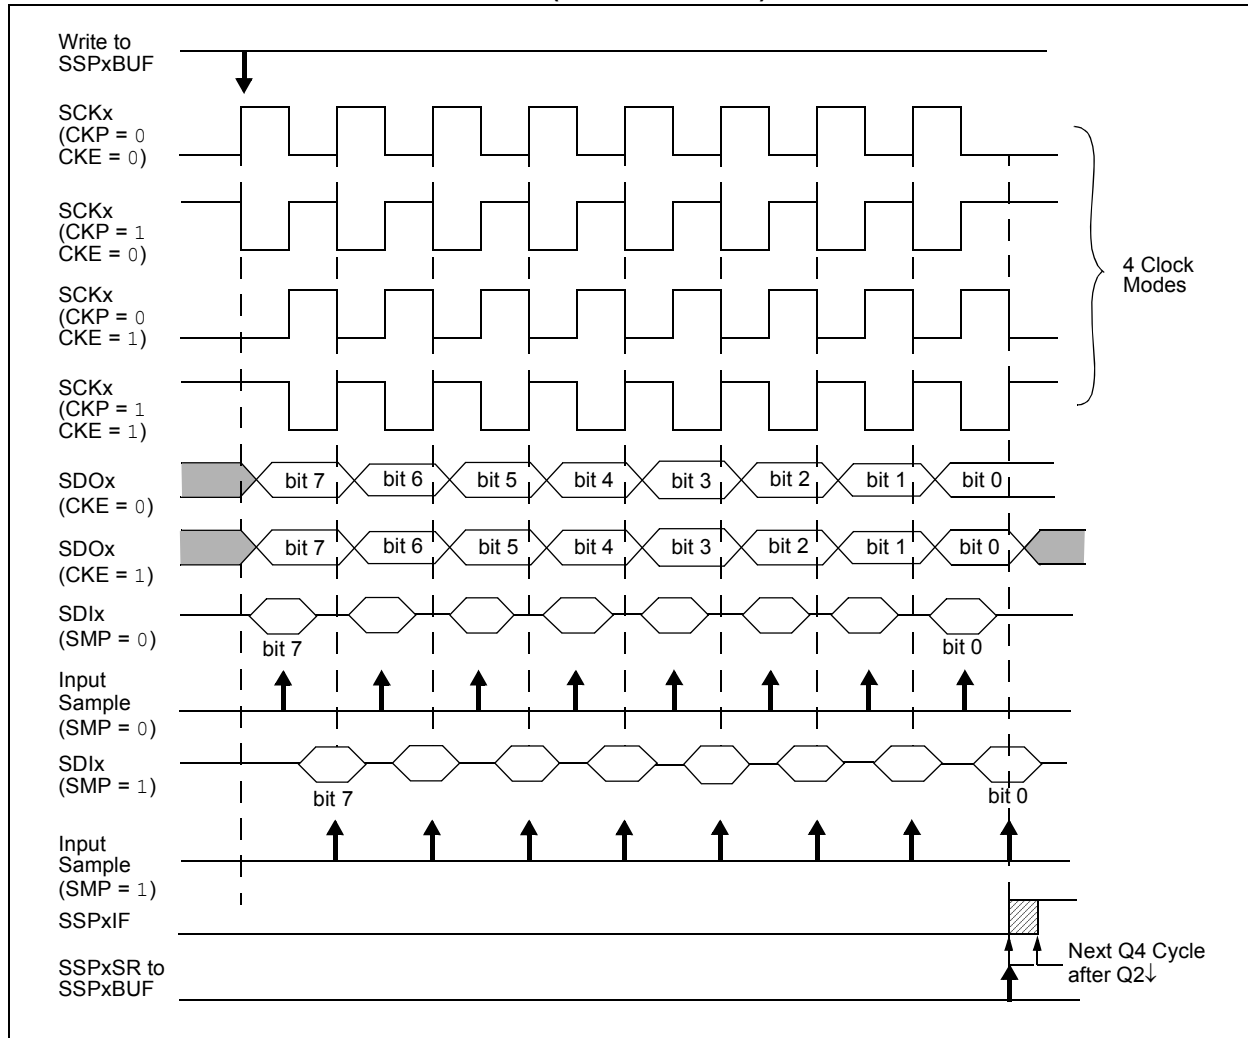 Write to
SSPxBUF
SCKx
(CKP = 0
CKE = 0)
SCKx
(CKP = 1
CKE = 0)
SCKx
(CKP = 0
CKE = 1)
SCKx
(CKP = 1
CKE = 1)
4 Clock
Modes
SDOx
(CKE = 0)
bit 7 bit 6 bit 5 bit 4 bit 3 bit 2 bit 1 bit 0
SDOx
(CKE = 1)
bit 7 bit 6 bit 5 bit 4 bit 3 bit 2 bit 1 bit 0
SDIx
(SMP = 0)
bit 7 bit 0
Input
Sample
(SMP = 0)
SDIx
(SMP = 1)
bit 7 bit 0
Input
Sample
(SMP = 1)
SSPxIF
SSPxSR to
SSPxBUF
Next Q4 Cycle
after Q2↓